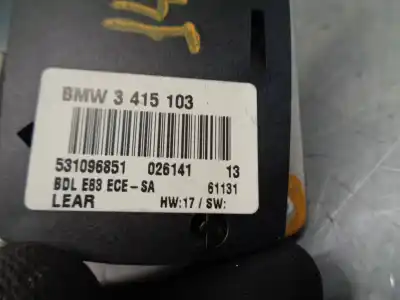 BMW 3 415 103
531096851 026141 13
BDL E83 ECE-SA 61131
LEAR HW:17 / SW: